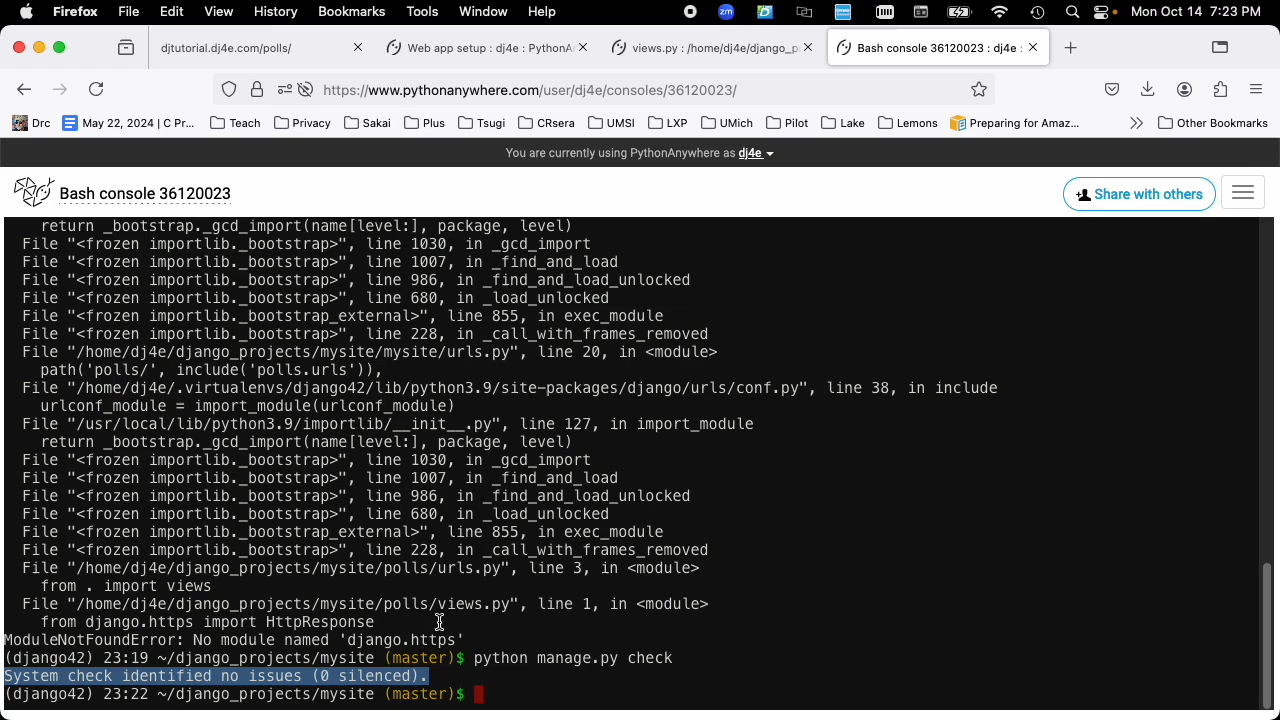 Firefox File Edit View History Bookmarks Tools Window Help Mon Oct 14 7:23 PM
djtutorial.dj4e.com/polls/ Web app setup : dj4e : PythonA views.py : /home/dj4e/django_p Bash console 36120023 : dj4e :
https://www.pythonanywhere.com/user/dj4e/consoles/36120023/
Drc May 22, 2024 | C Pr... Teach Privacy Sakai Plus Tsugi CRsera UMSI LXP UMich Pilot Lake Lemons Preparing for Amaz... Other Bookmarks
You are currently using PythonAnywhere as dj4e
Bash console 36120023 Share with others
    return _bootstrap._gcd_import(name[level:], package, level)
  File "<frozen importlib._bootstrap>", line 1030, in _gcd_import
  File "<frozen importlib._bootstrap>", line 1007, in _find_and_load
  File "<frozen importlib._bootstrap>", line 986, in _find_and_load_unlocked
  File "<frozen importlib._bootstrap>", line 680, in _load_unlocked
  File "<frozen importlib._bootstrap_external>", line 855, in exec_module
  File "<frozen importlib._bootstrap>", line 228, in _call_with_frames_removed
  File "/home/dj4e/django_projects/mysite/mysite/urls.py", line 20, in <module>
    path('polls/', include('polls.urls')),
  File "/home/dj4e/.virtualenvs/django42/lib/python3.9/site-packages/django/urls/conf.py", line 38, in include
    urlconf_module = import_module(urlconf_module)
  File "/usr/local/lib/python3.9/importlib/__init__.py", line 127, in import_module
    return _bootstrap._gcd_import(name[level:], package, level)
  File "<frozen importlib._bootstrap>", line 1030, in _gcd_import
  File "<frozen importlib._bootstrap>", line 1007, in _find_and_load
  File "<frozen importlib._bootstrap>", line 986, in _find_and_load_unlocked
  File "<frozen importlib._bootstrap>", line 680, in _load_unlocked
  File "<frozen importlib._bootstrap_external>", line 855, in exec_module
  File "<frozen importlib._bootstrap>", line 228, in _call_with_frames_removed
  File "/home/dj4e/django_projects/mysite/polls/urls.py", line 3, in <module>
    from . import views
  File "/home/dj4e/django_projects/mysite/polls/views.py", line 1, in <module>
    from django.https import HttpResponse
ModuleNotFoundError: No module named 'django.https'
(django42) 23:19 ~/django_projects/mysite (master)$ python manage.py check
System check identified no issues (0 silenced).
(django42) 23:22 ~/django_projects/mysite (master)$